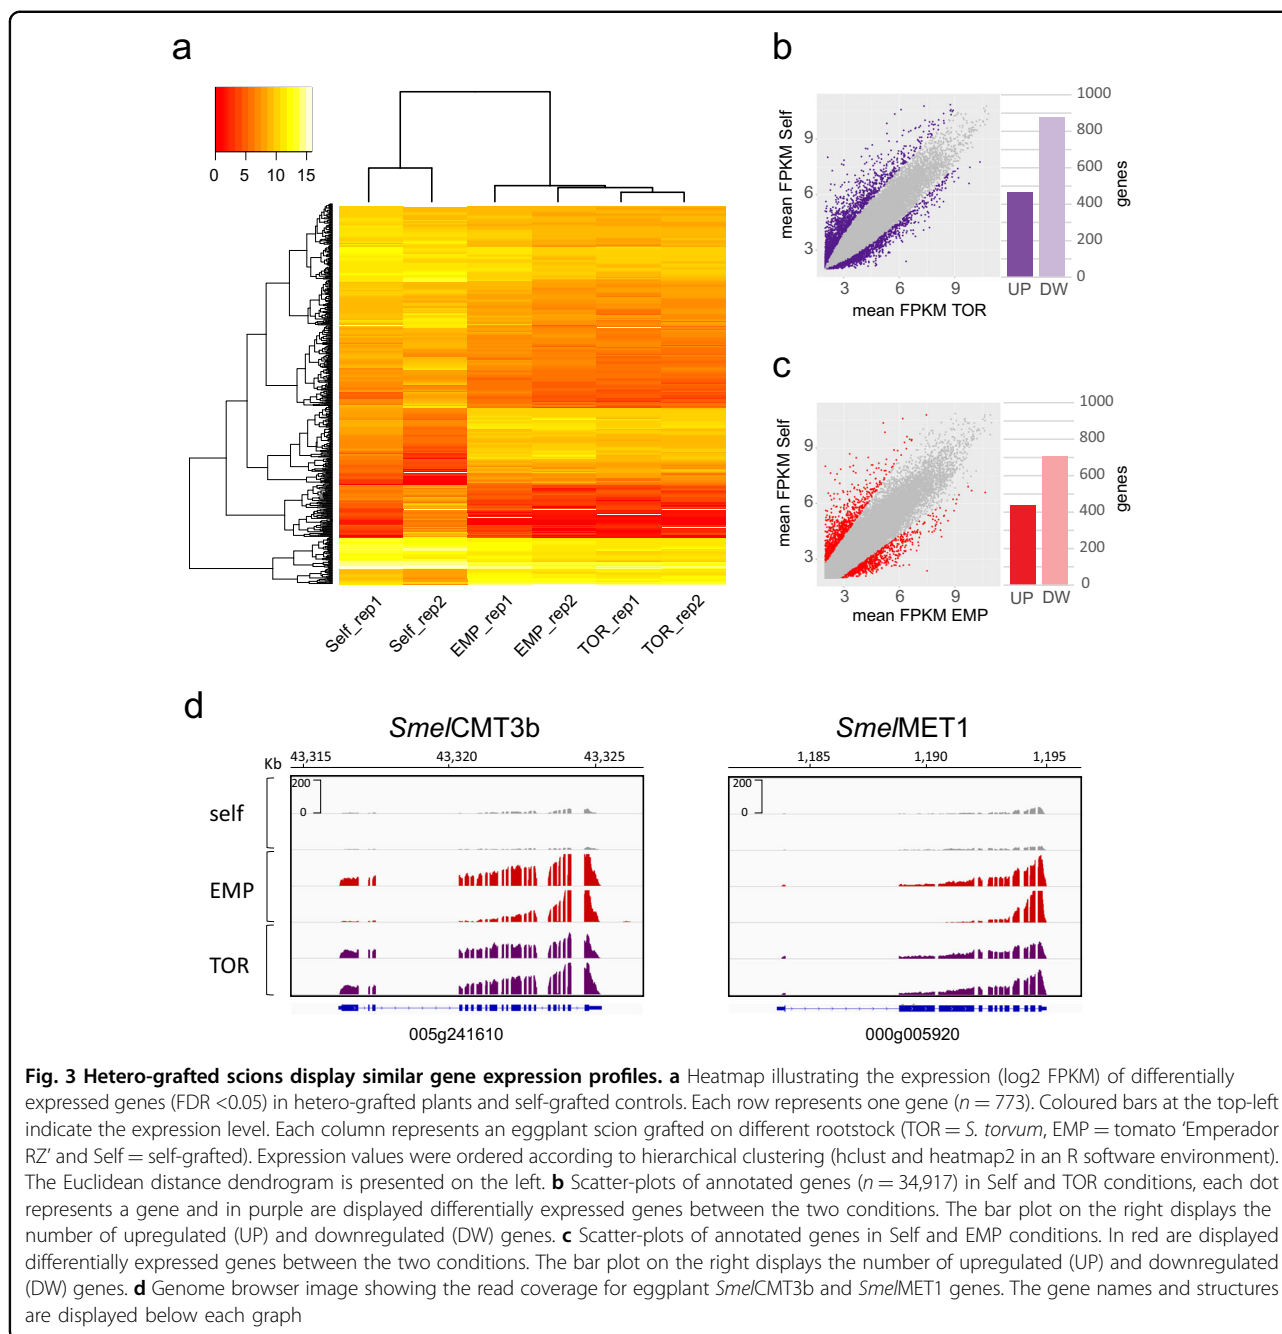 a
0 5 10 15
Self_rep1
Self_rep2
EMP_rep1
EMP_rep2
TOR_rep1
TOR_rep2
b
mean FPKM Self
9
6
3
3 6 9
mean FPKM TOR
1000
800
600
400
200
0
genes
UP DW
c
mean FPKM Self
9
6
3
3 6 9
mean FPKM EMP
1000
800
600
400
200
0
genes
UP DW
d
SmelCMT3b
Kb
43,315 43,320 43,325
200
0
self
EMP
TOR
005g241610
SmelMET1
1,185 1,190 1,195
200
0
000g005920
Fig. 3 Hetero-grafted scions display similar gene expression profiles. a Heatmap illustrating the expression (log2 FPKM) of differentially
expressed genes (FDR <0.05) in hetero-grafted plants and self-grafted controls. Each row represents one gene (n = 773). Coloured bars at the top-left
indicate the expression level. Each column represents an eggplant scion grafted on different rootstock (TOR = S. torvum, EMP = tomato ‘Emperador
RZ’ and Self = self-grafted). Expression values were ordered according to hierarchical clustering (hclust and heatmap2 in an R software environment).
The Euclidean distance dendrogram is presented on the left. b Scatter-plots of annotated genes (n = 34,917) in Self and TOR conditions, each dot
represents a gene and in purple are displayed differentially expressed genes between the two conditions. The bar plot on the right displays the
number of upregulated (UP) and downregulated (DW) genes. c Scatter-plots of annotated genes in Self and EMP conditions. In red are displayed
differentially expressed genes between the two conditions. The bar plot on the right displays the number of upregulated (UP) and downregulated
(DW) genes. d Genome browser image showing the read coverage for eggplant SmelCMT3b and SmelMET1 genes. The gene names and structures
are displayed below each graph